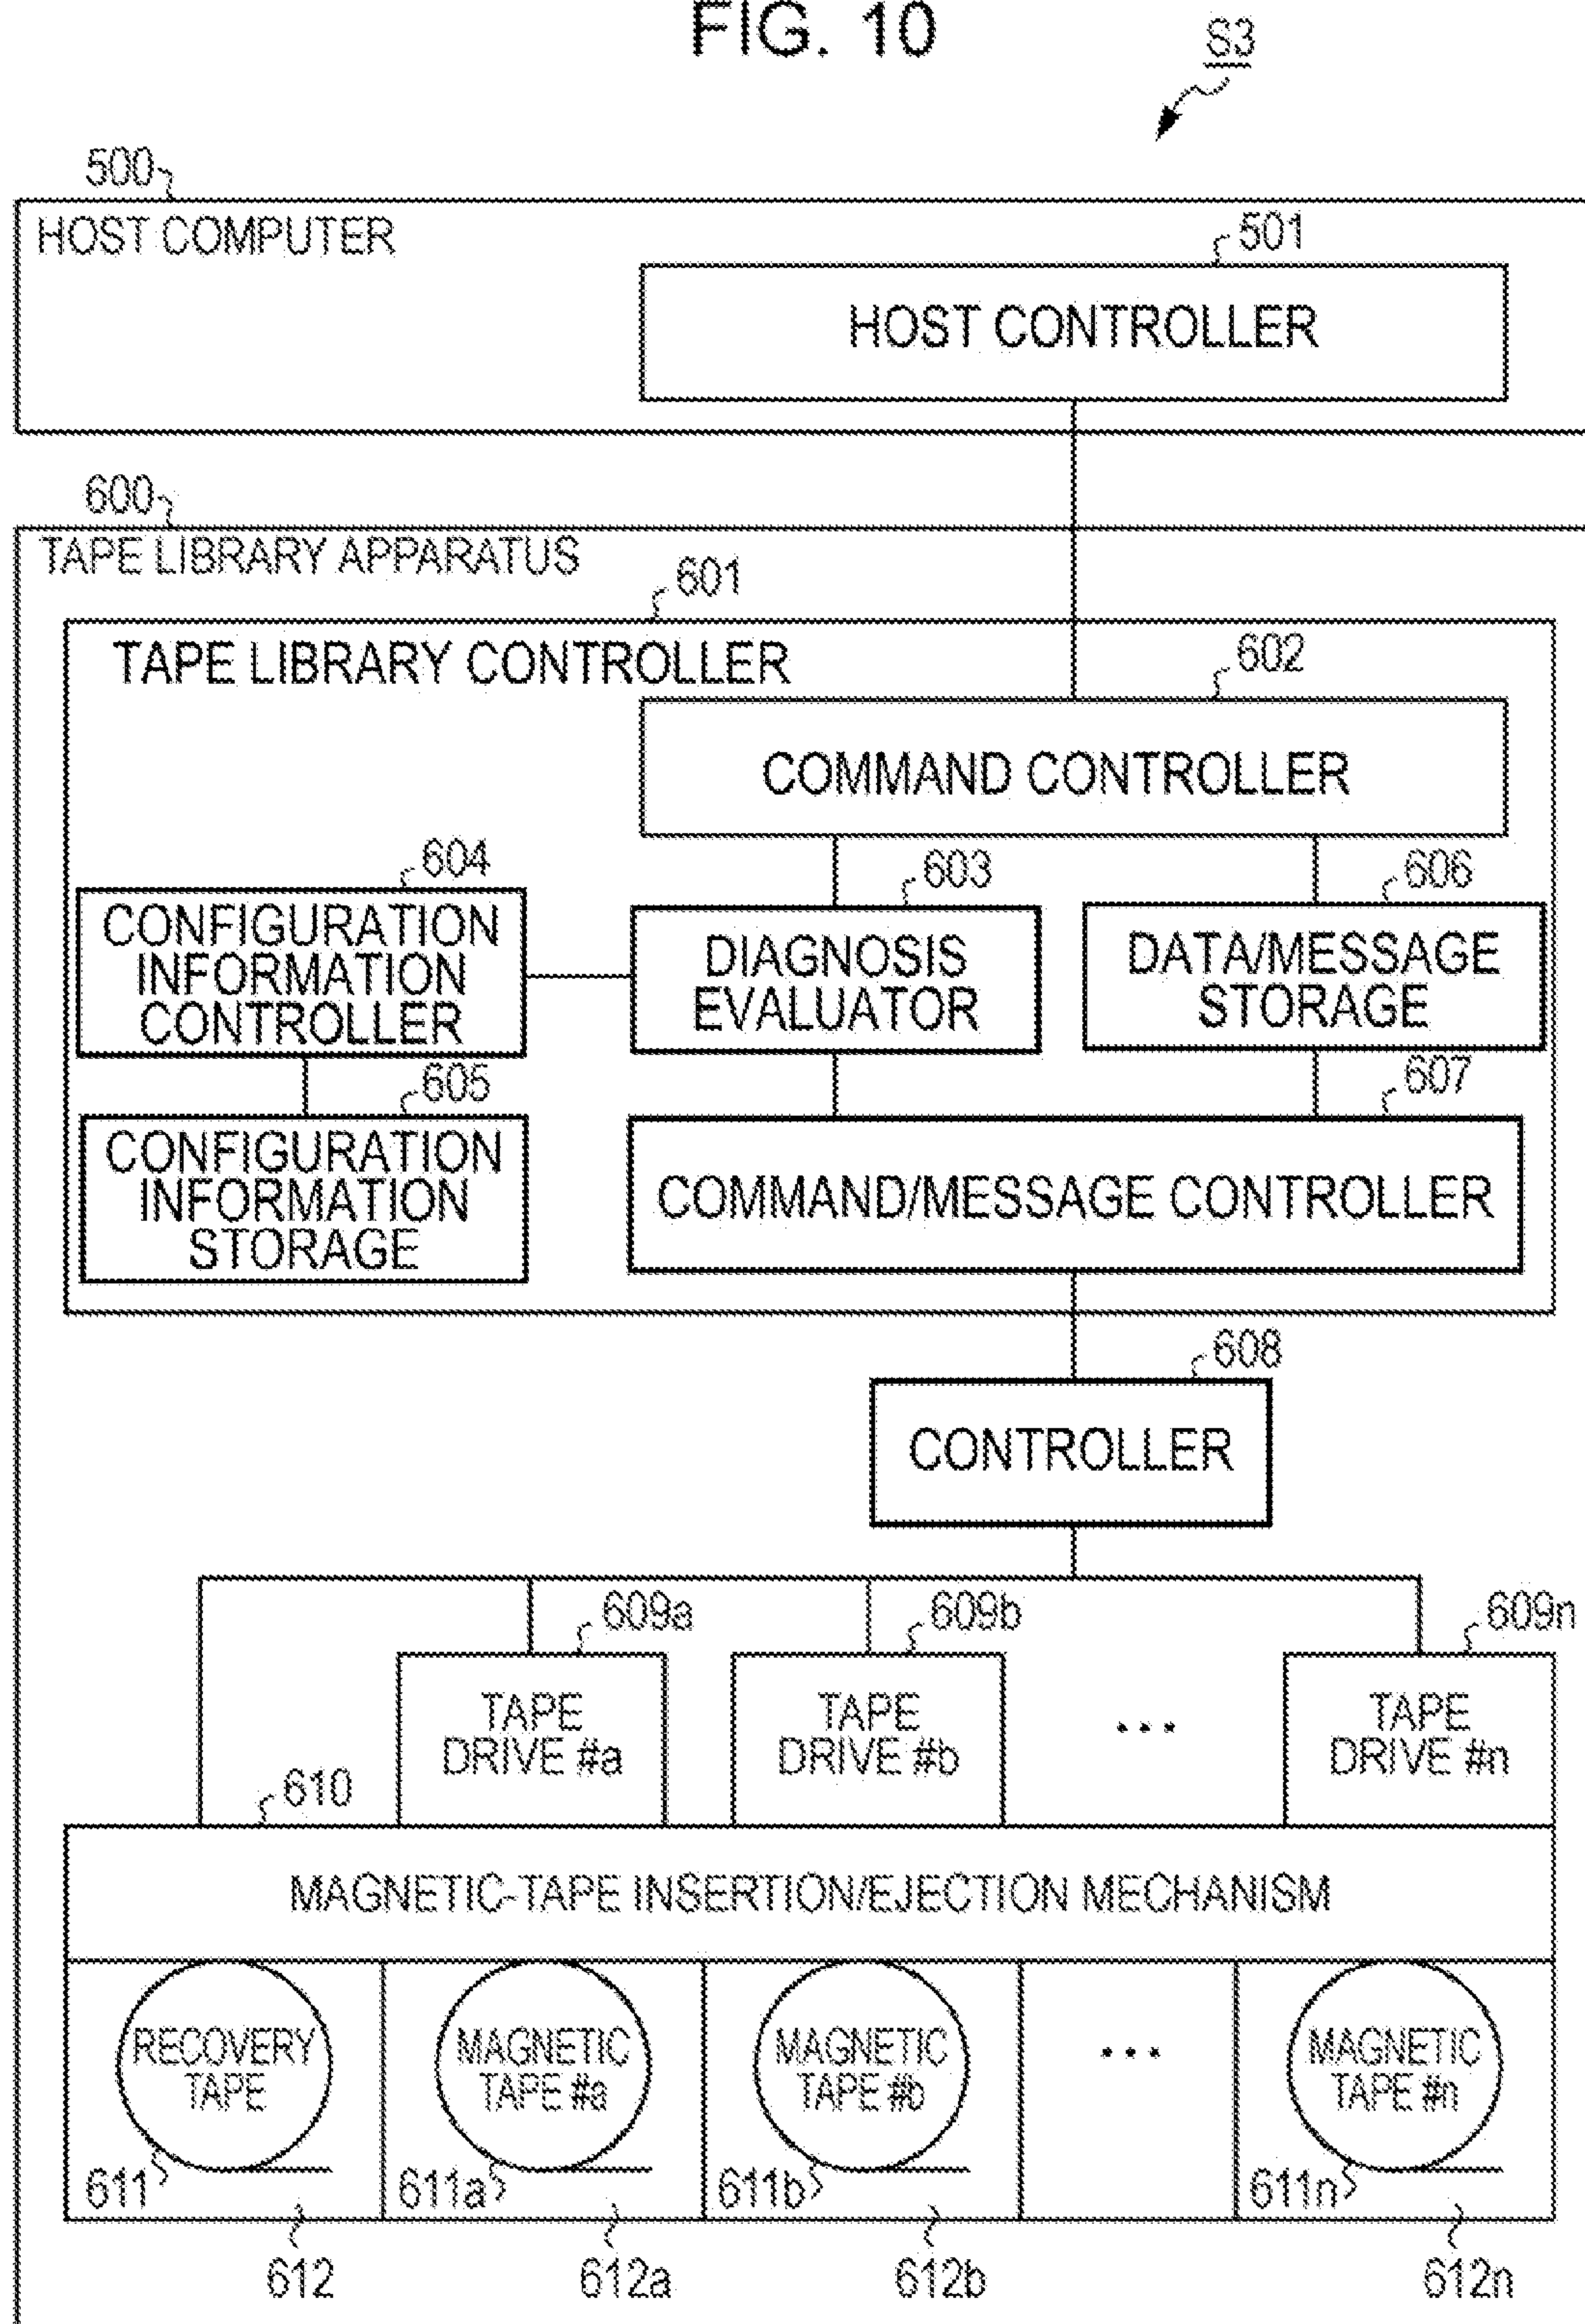 FIG. 10
S3
500
HOST COMPUTER
501
HOST CONTROLLER
600
TAPE LIBRARY APPARATUS
601
TAPE LIBRARY CONTROLLER
602
COMMAND CONTROLLER
604
CONFIGURATION
INFORMATION
CONTROLLER
603
DIAGNOSIS
EVALUATOR
606
DATA/MESSAGE
STORAGE
605
CONFIGURATION
INFORMATION
STORAGE
607
COMMAND/MESSAGE CONTROLLER
608
CONTROLLER
609a
TAPE
DRIVE #a
609b
TAPE
DRIVE #b
...
609n
TAPE
DRIVE #n
610
MAGNETIC-TAPE INSERTION/EJECTION MECHANISM
RECOVERY
TAPE
MAGNETIC
TAPE #a
MAGNETIC
TAPE #b
...
MAGNETIC
TAPE #n
611
611a
611b
611n
612
612a
612b
612n